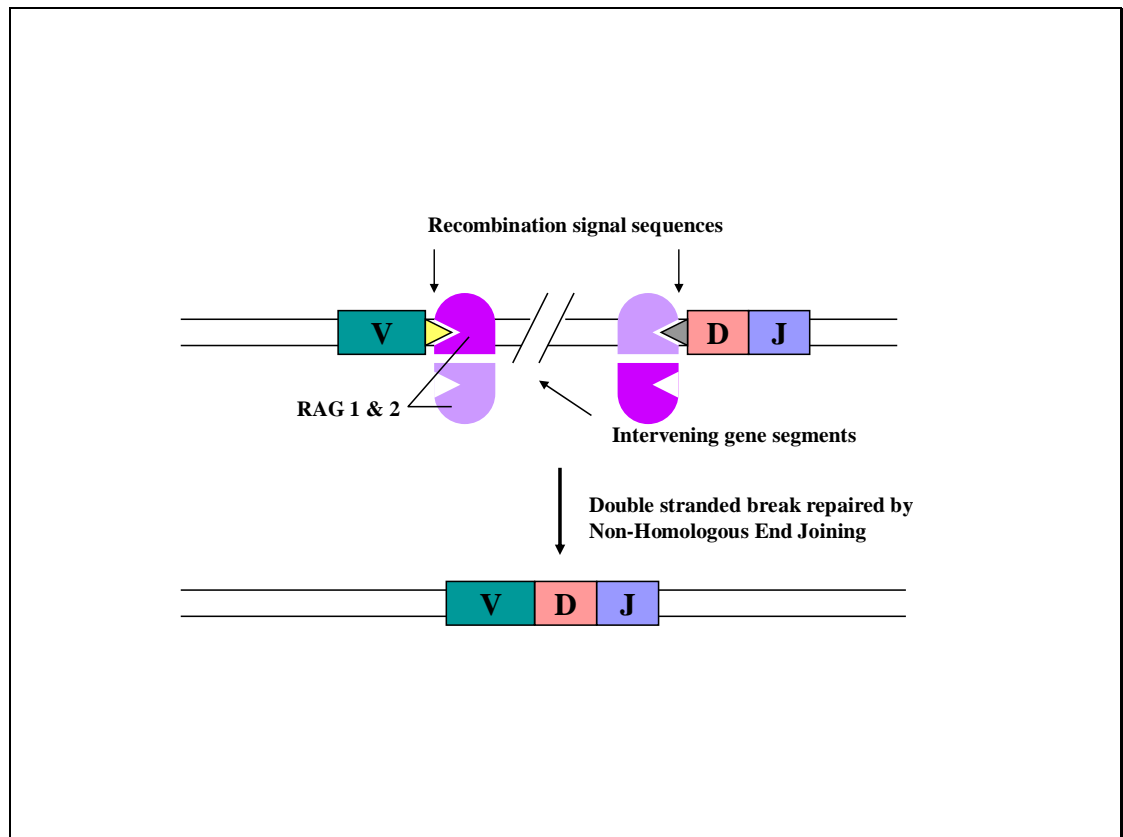 Recombination signal sequences
V
D
J
RAG 1 & 2
Intervening gene segments
Double stranded break repaired by
Non-Homologous End Joining
V
D
J